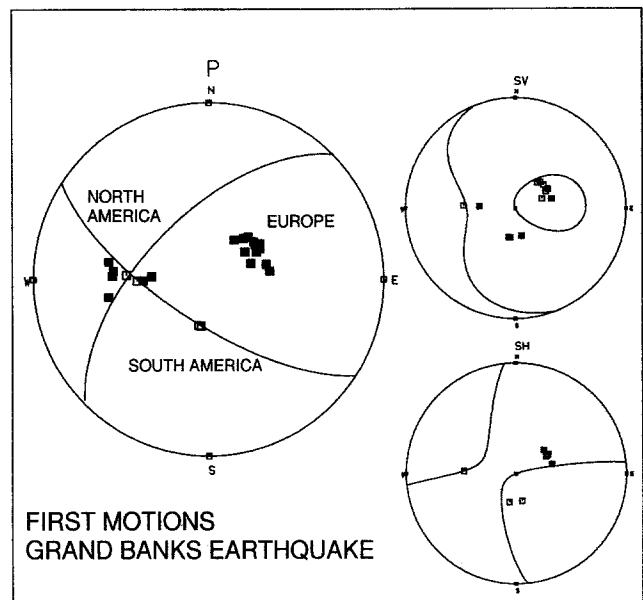 P
N
NORTH
AMERICA
EUROPE
W
E
SOUTH AMERICA
S
FIRST MOTIONS
GRAND BANKS EARTHQUAKE
SV
SH